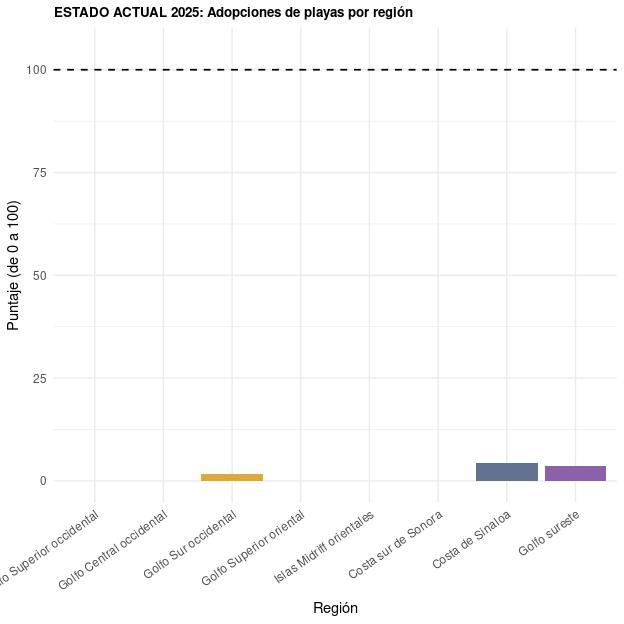 ESTADO ACTUAL 2025: Adopciones de playas por región
100
75
50
25
0
Puntaje (de 0 a 100)
Superior occidental
Golfo Central occidental
Golfo Sur occidental
Golfo Superior oriental
Islas Midriff orientales
Costa sur de Sonora
Costa de Sinaloa
Golfo sureste
Región